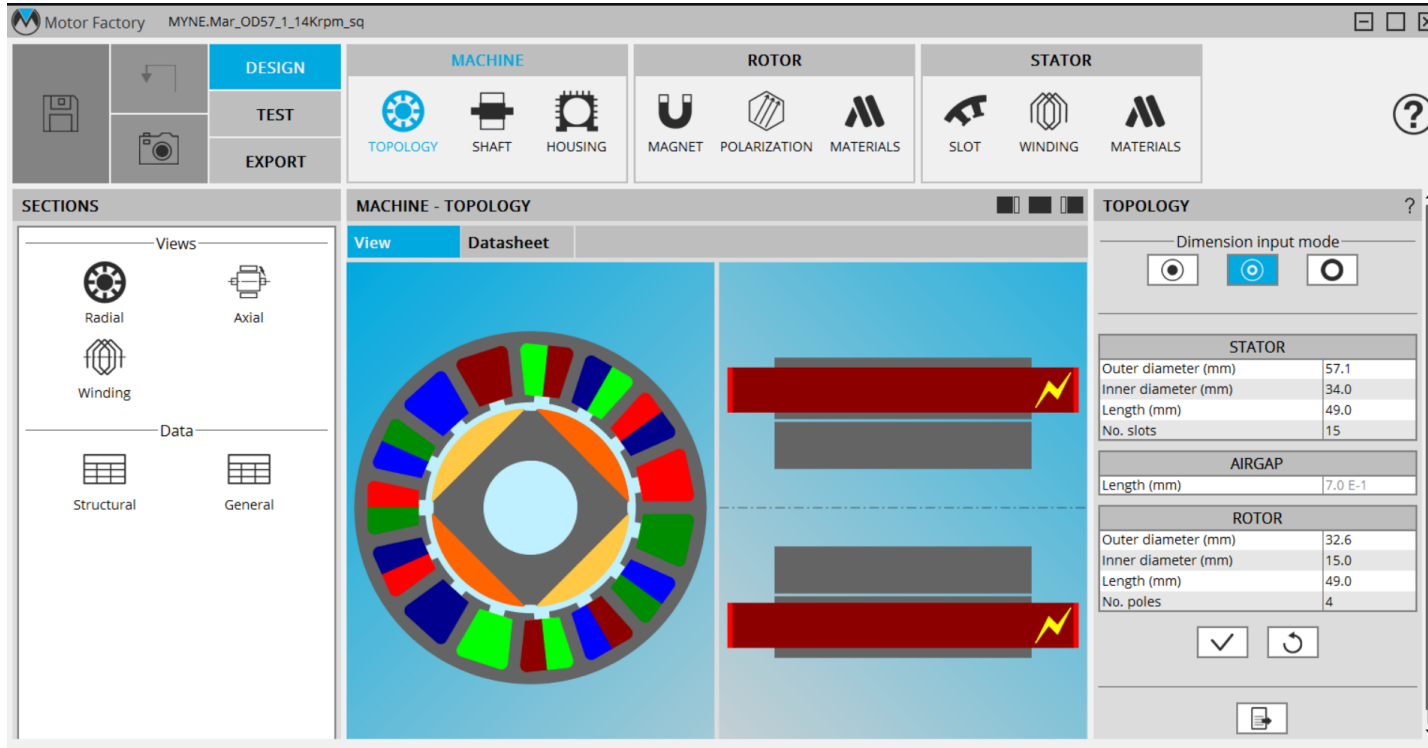 Motor Factory MYNE.Mar_OD57_1_14Krpm_sq
DESIGN
TEST
EXPORT
MACHINE
TOPOLOGY SHAFT HOUSING
ROTOR
MAGNET POLARIZATION MATERIALS
STATOR
SLOT WINDING MATERIALS
?
SECTIONS
Views
Radial Axial
Winding
Data
Structural General
MACHINE - TOPOLOGY
View Datasheet
TOPOLOGY ?
Dimension input mode
STATOR
Outer diameter (mm) 57.1
Inner diameter (mm) 34.0
Length (mm) 49.0
No. slots 15
AIRGAP
Length (mm) 7.0 E-1
ROTOR
Outer diameter (mm) 32.6
Inner diameter (mm) 15.0
Length (mm) 49.0
No. poles 4